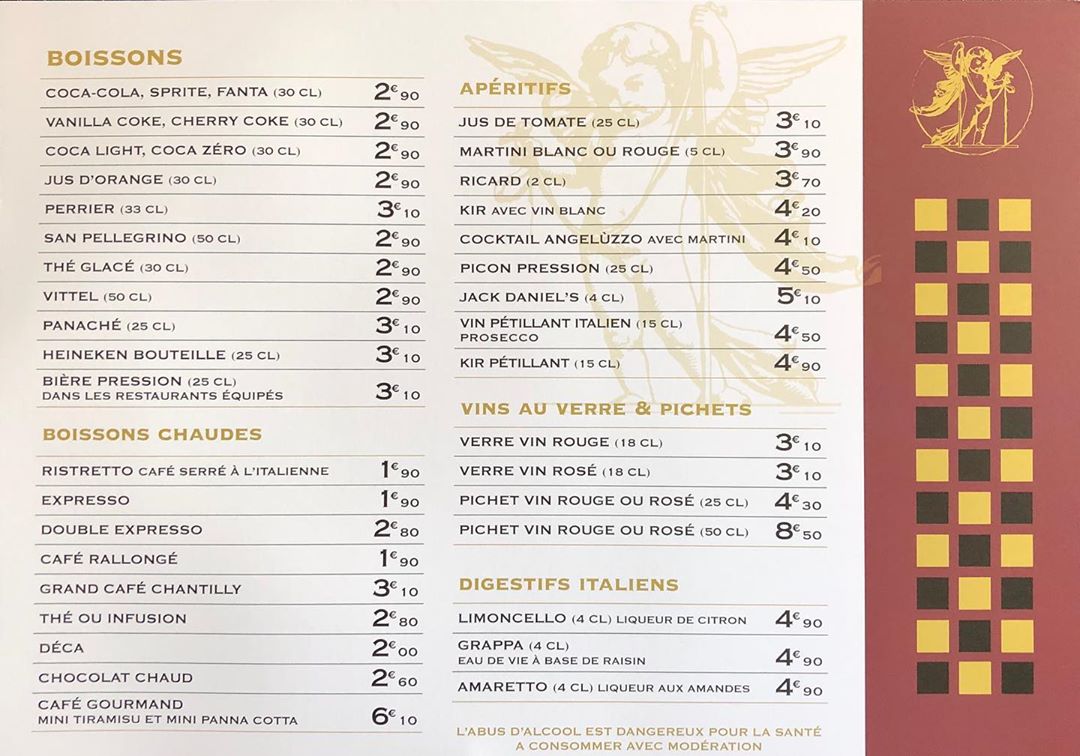 BOISSONS
COCA-COLA, SPRITE, FANTA (30 CL) 2€90
VANILLA COKE, CHERRY COKE (30 CL) 2€90
COCA LIGHT, COCA ZÉRO (30 CL) 2€90
JUS D'ORANGE (30 CL) 2€90
PERRIER (33 CL) 3€10
SAN PELLEGRINO (50 CL) 2€90
THÉ GLACÉ (30 CL) 2€90
VITTEL (50 CL) 2€90
PANACHÉ (25 CL) 3€10
HEINEKEN BOUTEILLE (25 CL) 3€10
BIÈRE PRESSION (25 CL)
DANS LES RESTAURANTS ÉQUIPÉS 3€10
BOISSONS CHAUDES
RISTRETTO CAFÉ SERRÉ À L'ITALIENNE 1€90
EXPRESSO 1€90
DOUBLE EXPRESSO 2€80
CAFÉ RALLONGÉ 1€90
GRAND CAFÉ CHANTILLY 3€10
THÉ OU INFUSION 2€80
DÉCA 2€00
CHOCOLAT CHAUD 2€60
CAFÉ GOURMAND
MINI TIRAMISU ET MINI PANNA COTTA 6€10
APÉRITIFS
JUS DE TOMATE (25 CL) 3€10
MARTINI BLANC OU ROUGE (5 CL) 3€90
RICARD (2 CL) 3€70
KIR AVEC VIN BLANC 4€20
COCKTAIL ANGELÙZZO AVEC MARTINI 4€10
PICON PRESSION (25 CL) 4€50
JACK DANIEL'S (4 CL) 5€10
VIN PÉTILLANT ITALIEN (15 CL)
PROSECCO 4€50
KIR PÉTILLANT (15 CL) 4€90
VINS AU VERRE & PICHETS
VERRE VIN ROUGE (18 CL) 3€10
VERRE VIN ROSÉ (18 CL) 3€10
PICHET VIN ROUGE OU ROSÉ (25 CL) 4€30
PICHET VIN ROUGE OU ROSÉ (50 CL) 8€50
DIGESTIFS ITALIENS
LIMONCELLO (4 CL) LIQUEUR DE CITRON 4€90
GRAPPA (4 CL)
EAU DE VIE À BASE DE RAISIN 4€90
AMARETTO (4 CL) LIQUEUR AUX AMANDES 4€90
L'ABUS D'ALCOOL EST DANGEREUX POUR LA SANTÉ
A CONSOMMER AVEC MODÉRATION